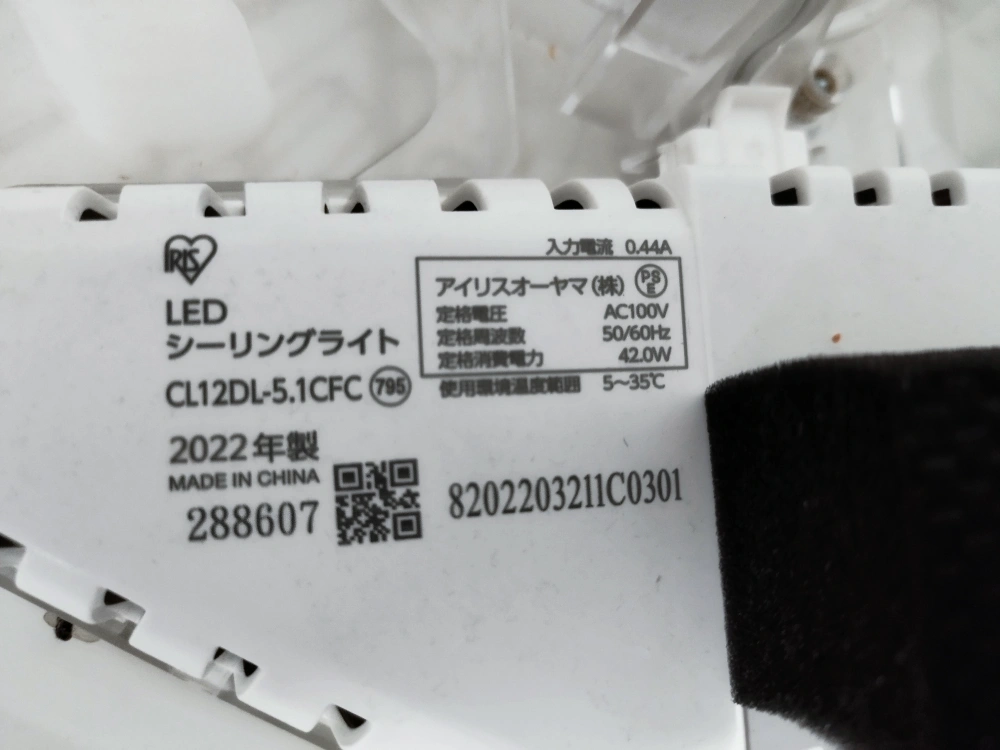 IRIS
LED
シーリングライト
CL12DL-5.1CFC 795
2022年製
MADE IN CHINA
288607
入力電流 0.44A
アイリスオーヤマ(株) PSE
定格電圧 AC100V
定格周波数 50/60Hz
定格消費電力 42.0W
使用環境温度範囲 5~35℃
8202203211C0301